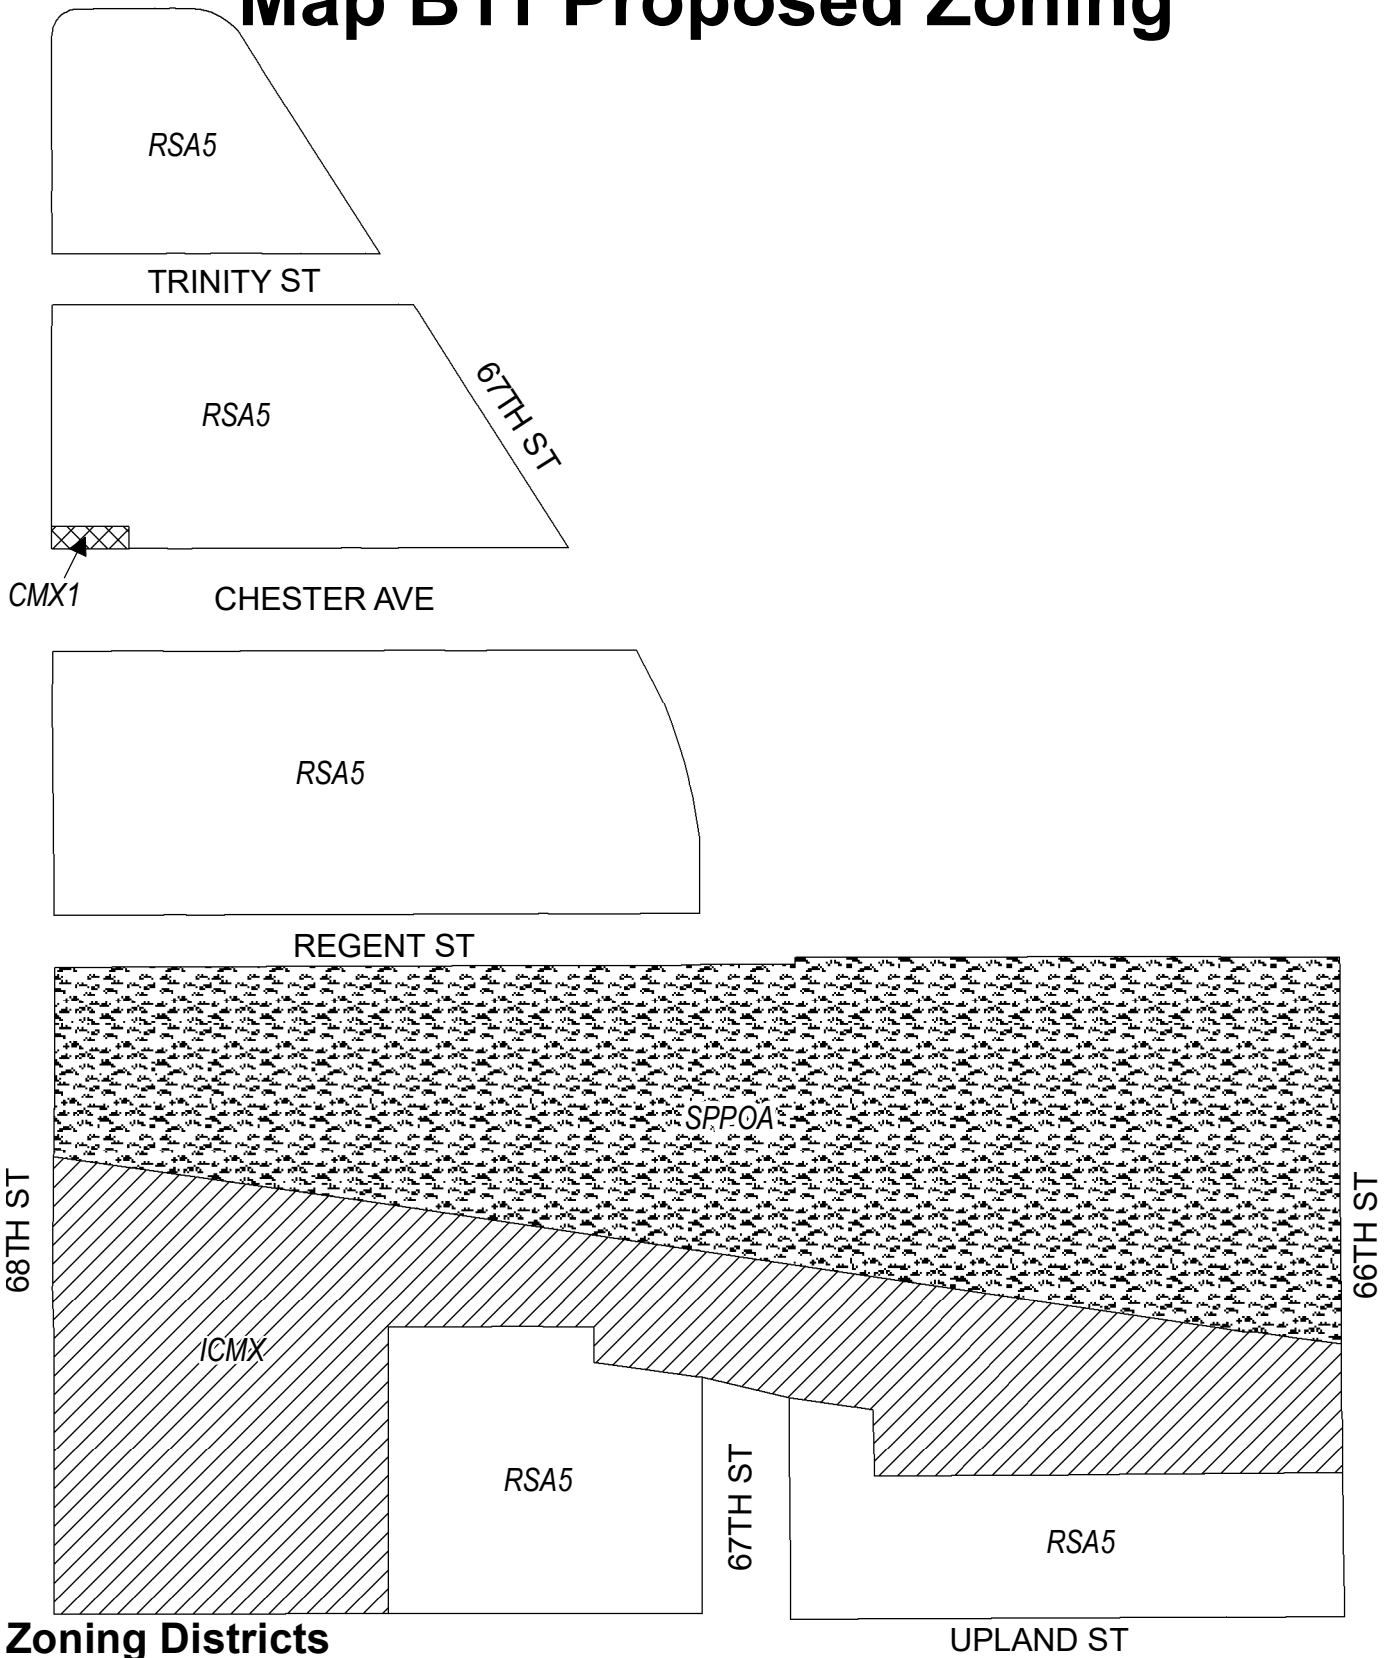 Map B11 Proposed Zoning
RSA5
TRINITY ST
RSA5
67TH ST
CMX1
CHESTER AVE
RSA5
REGENT ST
SPPOA
68TH ST
66TH ST
ICMX
RSA5
67TH ST
RSA5
Zoning Districts
UPLAND ST